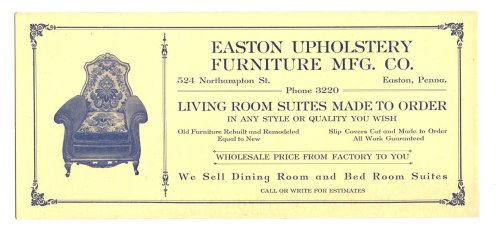 EASTON UPHOLSTERY
FURNITURE MFG. CO.
524 Northampton St. Easton, Penna.
Phone 3220
LIVING ROOM SUITES MADE TO ORDER
IN ANY STYLE OR QUALITY YOU WISH
Old Furniture Rebuilt and Remodeled Slip Covers Cut and Made to Order
Equal to New All Work Guaranteed
WHOLESALE PRICE FROM FACTORY TO YOU
We Sell Dining Room and Bed Room Suites
CALL OR WRITE FOR ESTIMATES